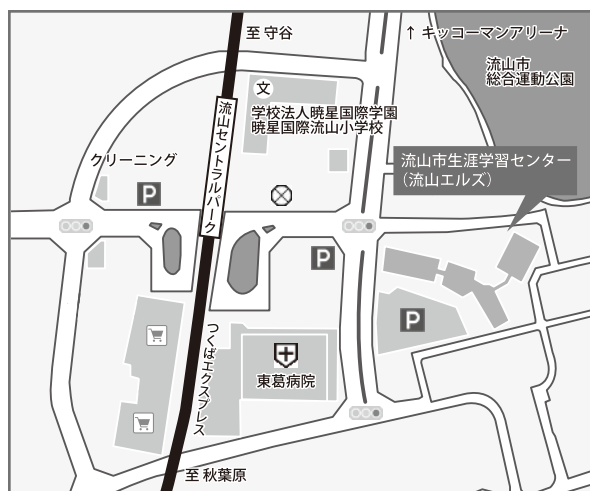 至 守谷
↑ キッコーマンアリーナ
流山市
総合運動公園
文
学校法人暁星国際学園
暁星国際流山小学校
流山セントラルパーク
クリーニング
流山市生涯学習センター
（流山エルズ）
P
P
P
つくばエクスプレス
東葛病院
至 秋葉原